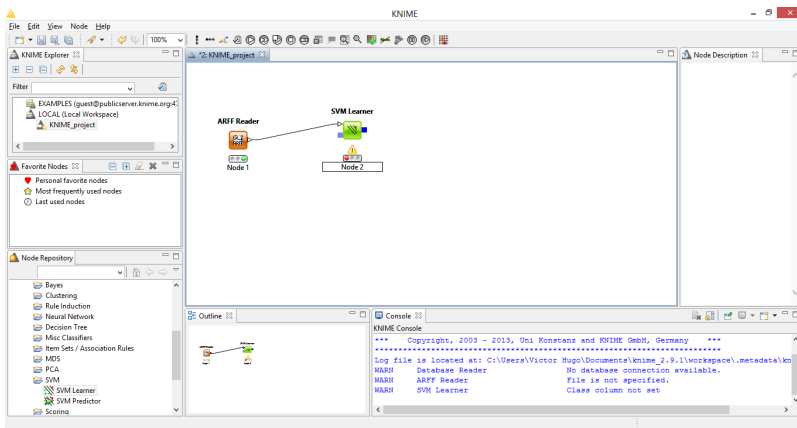 KNIME
File Edit View Node Help
100%
KNIME Explorer
*2: KNIME_project
Node Description
Filter
EXAMPLES (guest@publicserver.knime.org:47
LOCAL (Local Workspace)
KNIME_project
ARFF Reader
SVM Learner
Node 1
Node 2
Favorite Nodes
Personal favorite nodes
Most frequently used nodes
Last used nodes
Node Repository
Bayes
Clustering
Rule Induction
Neural Network
Decision Tree
Misc Classifiers
Item Sets / Association Rules
MDS
PCA
SVM
SVM Learner
SVM Predictor
Scoring
Outline
Console
KNIME Console
*** Copyright, 2003 - 2013, Uni Konstanz and KNIME GmbH, Germany ***
Log file is located at: C:\Users\Victor Hugo\Documents\knime_2.9.1\workspace\.metadata\kn
WARN Database Reader No database connection available.
WARN ARFF Reader File is not specified.
WARN SVM Learner Class column not set